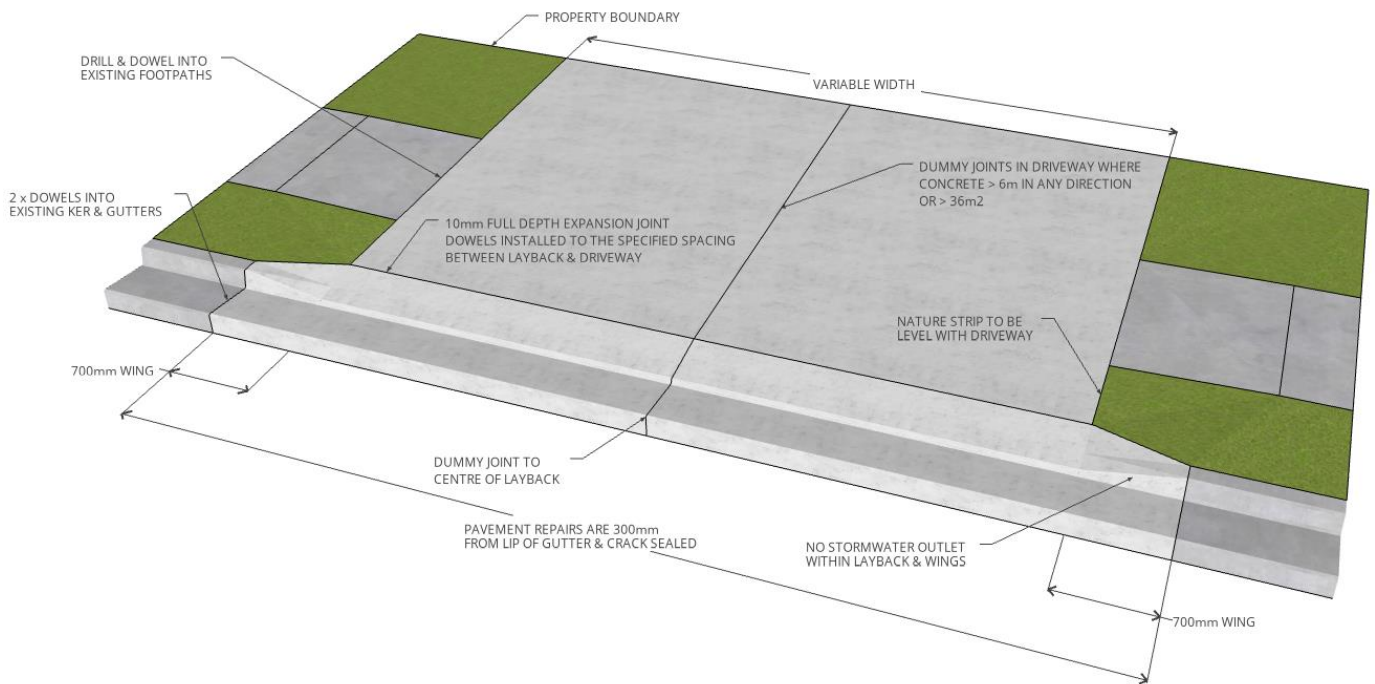 PROPERTY BOUNDARY
DRILL & DOWEL INTO
EXISTING FOOTPATHS
VARIABLE WIDTH
DUMMY JOINTS IN DRIVEWAY WHERE
CONCRETE > 6m IN ANY DIRECTION
OR > 36m2
2 x DOWELS INTO
EXISTING KER & GUTTERS
10mm FULL DEPTH EXPANSION JOINT
DOWELS INSTALLED TO THE SPECIFIED SPACING
BETWEEN LAYBACK & DRIVEWAY
NATURE STRIP TO BE
LEVEL WITH DRIVEWAY
700mm WING
DUMMY JOINT TO
CENTRE OF LAYBACK
PAVEMENT REPAIRS ARE 300mm
FROM LIP OF GUTTER & CRACK SEALED
NO STORMWATER OUTLET
WITHIN LAYBACK & WINGS
700mm WING